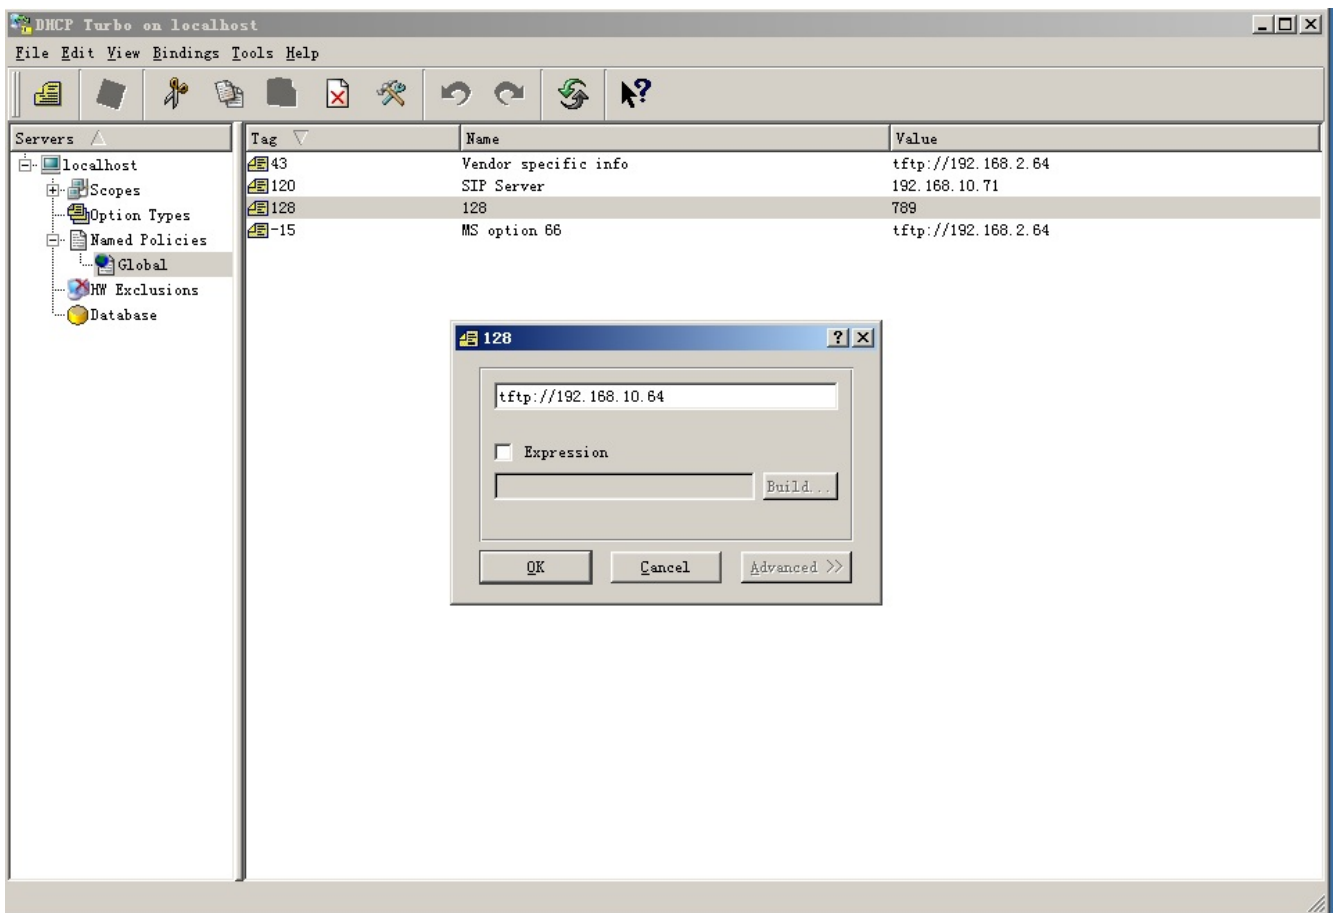 DHCP Turbo on localhost
File Edit View Bindings Tools Help
Servers
Tag Name Value
localhost
Scopes
Option Types
Named Policies
Global
HW Exclusions
Database
43 Vendor specific info tftp://192.168.2.64
120 SIP Server 192.168.10.71
128 128 789
-15 MS option 66 tftp://192.168.2.64
128
tftp://192.168.10.64
Expression
Build...
OK Cancel Advanced >>